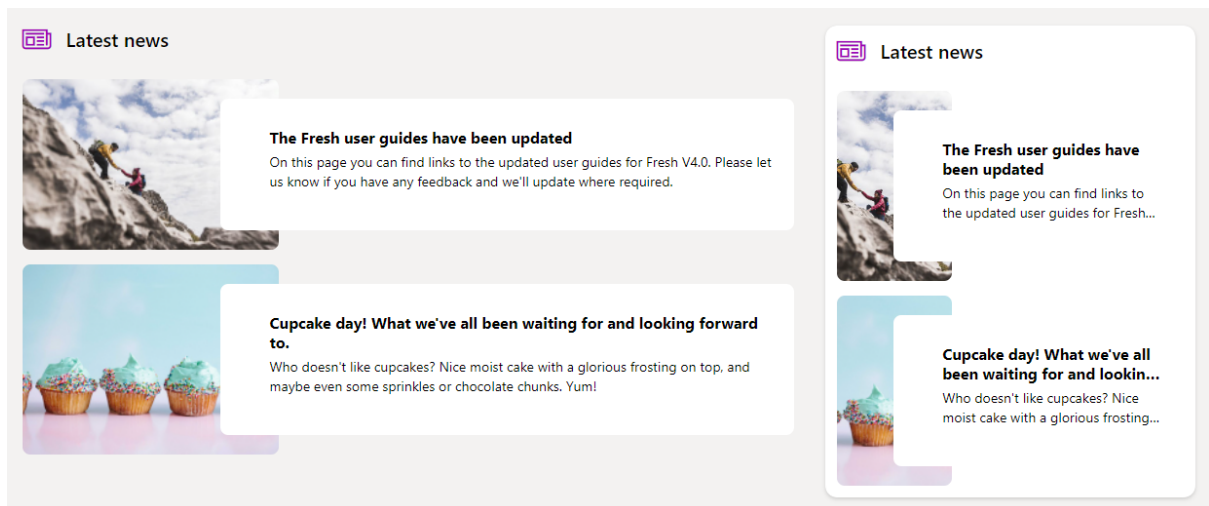 Latest news
The Fresh user guides have been updated
On this page you can find links to the updated user guides for Fresh V4.0. Please let
us know if you have any feedback and we'll update where required.
Cupcake day! What we've all been waiting for and looking forward
to.
Who doesn't like cupcakes? Nice moist cake with a glorious frosting on top, and
maybe even some sprinkles or chocolate chunks. Yum!
Latest news
The Fresh user guides have
been updated
On this page you can find links to
the updated user guides for Fresh...
Cupcake day! What we've all
been waiting for and lookin...
Who doesn't like cupcakes? Nice
moist cake with a glorious frosting...